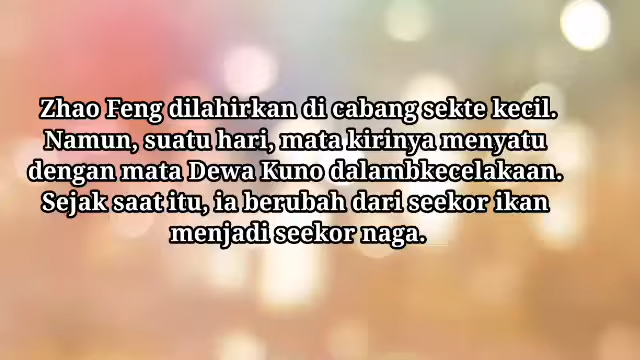 Zhao Feng dilahirkan di cabang sekte kecil.
Namun, suatu hari, mata kirinya menyatu
dengan mata Dewa Kuno dalambkecelakaan.
Sejak saat itu, ia berubah dari seekor ikan
menjadi seekor naga.